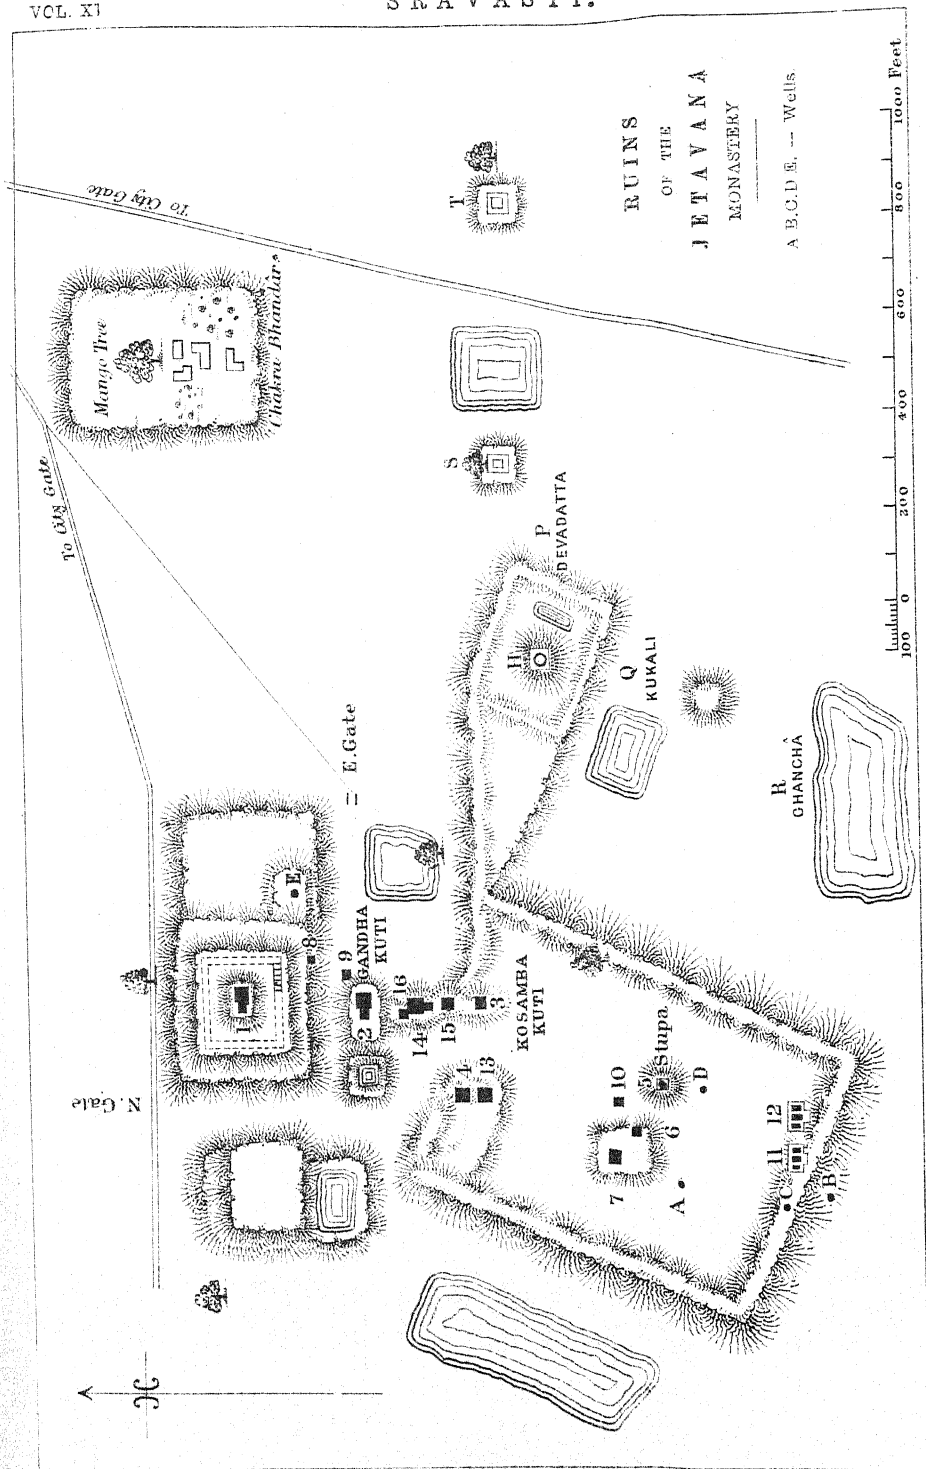 VOL. XI
SRAVASTI.
RUINS
OF THE
JETAVANA
MONASTERY
A B.C.D.E. -- Wells.
To City Gate
To City Gate
Mango Tree
Chakra Bhandár
T
S
P
DEVADATTA
H
Q
KUKALI
R
GHANCHÂ
= E. Gate
N. Gate
E
8
1
9
GANDHA
KUTI
2
16
14
15
3
KOSAMBA
KUTI
4
13
10
5 Stupa
D
6
7
A
11
12
C
B
100
0
200
400
600
800
1000 Feet